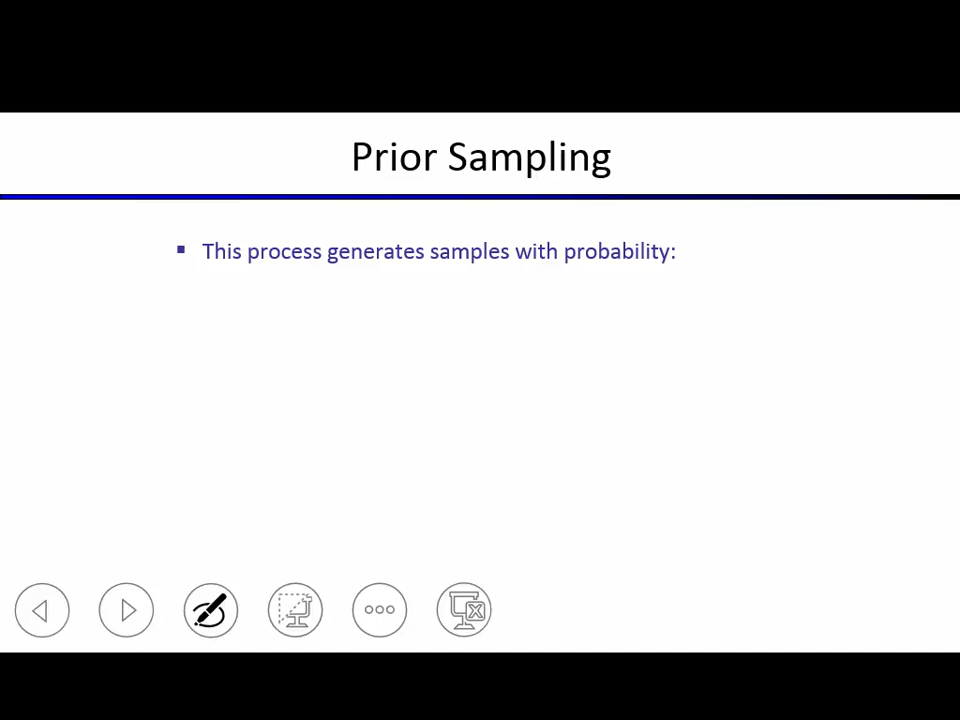 Prior Sampling
▪ This process generates samples with probability: